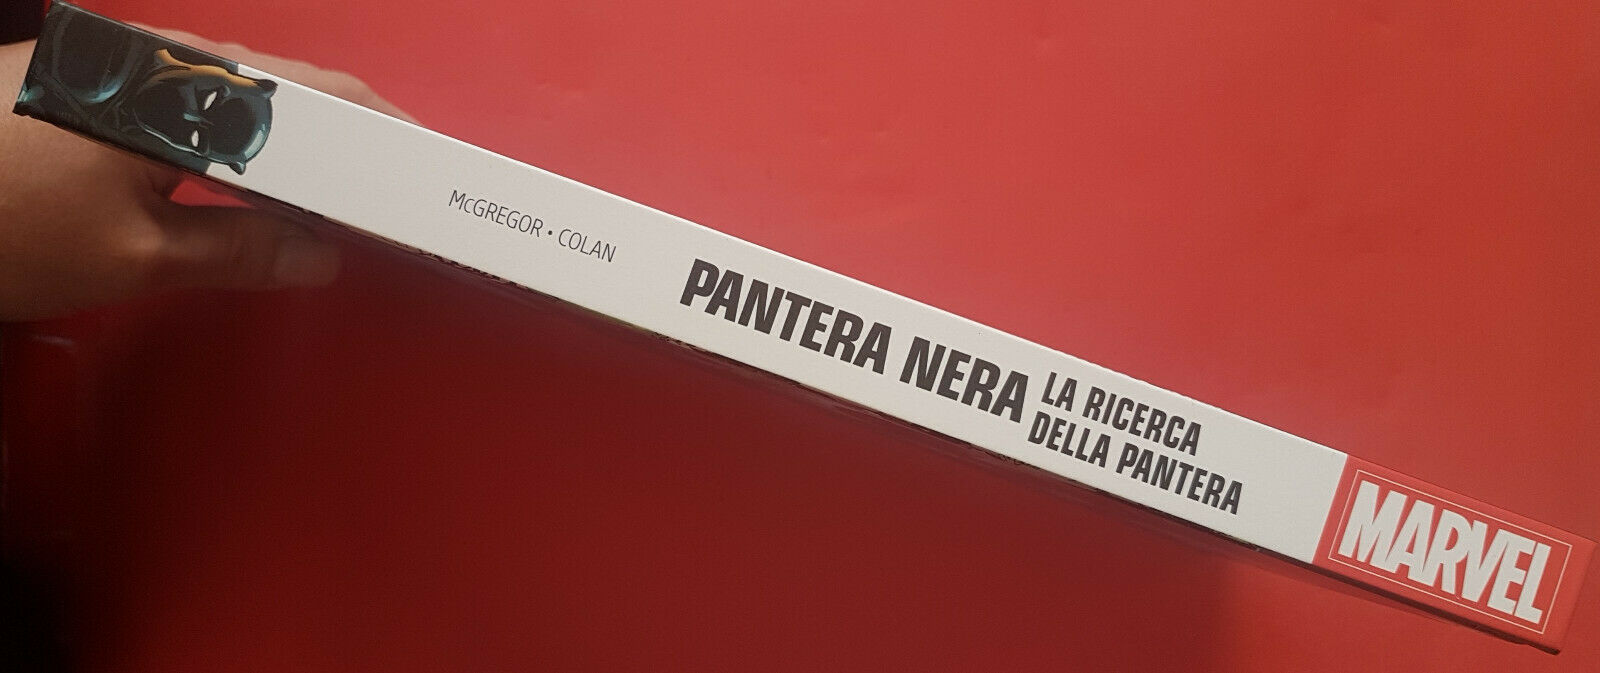 McGREGOR • COLAN
PANTERA NERA
LA RICERCA
DELLA PANTERA
MARVEL